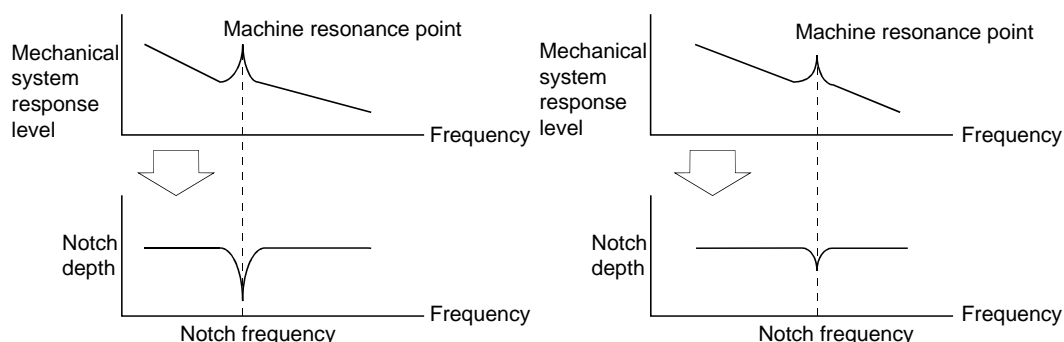 Machine resonance point
Mechanical
system
response
level
Frequency
Notch
depth
Frequency
Notch frequency
Machine resonance point
Mechanical
system
response
level
Frequency
Notch
depth
Frequency
Notch frequency